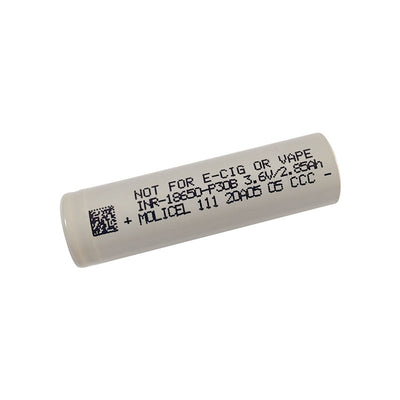 NOT FOR E-CIG OR VAPE
INR-18650-P30B 3.6V/2.85Ah
+ MOLICEL 111 20A05 05 CCC -